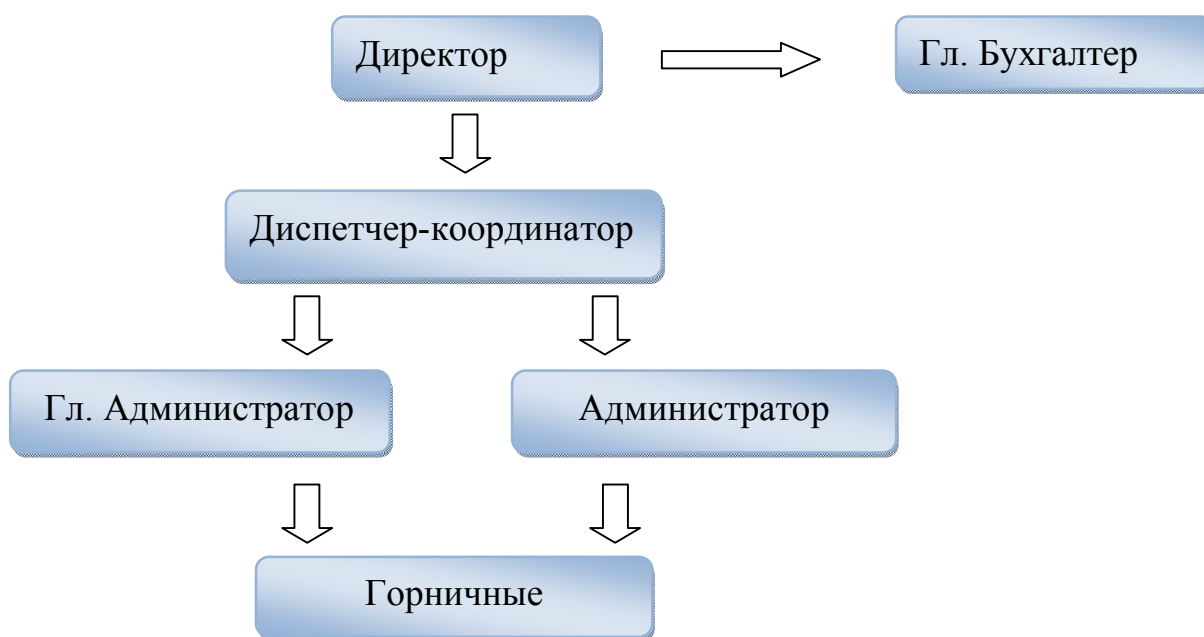 Директор
Гл. Бухгалтер
Диспетчер-координатор
Гл. Администратор
Администратор
Горничные